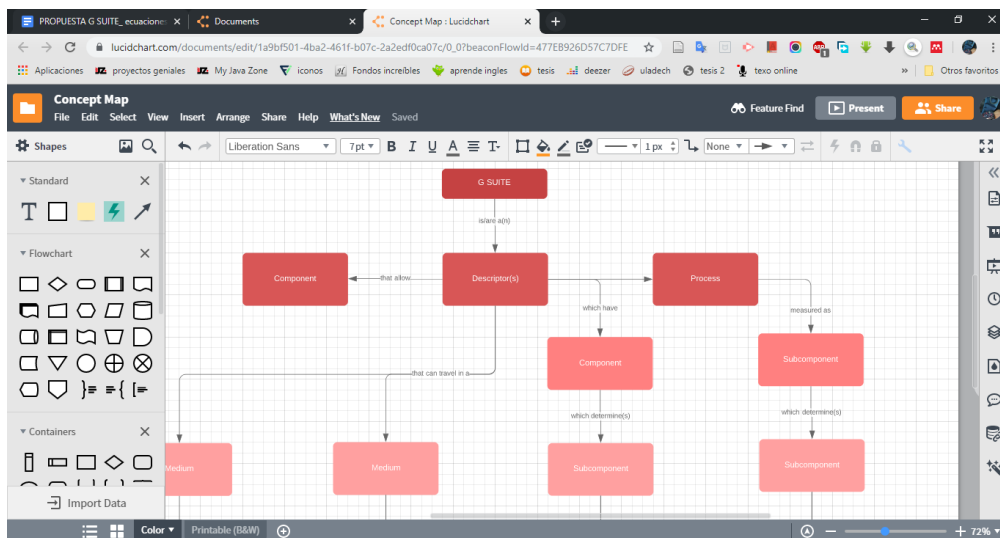 PROPUESTA G SUITE_ ecuacione
Documents
Concept Map : Lucidchart
lucidchart.com/documents/edit/1a9bf501-4ba2-461f-b07c-2a2edf0ca07c/0_0?beaconFlowId=477EB926D57C7DFE
Aplicaciones proyectos geniales My Java Zone iconos Fondos increíbles aprende ingles tesis deezer uladech tesis 2 texo online » Otros favoritos
Concept Map
File Edit Select View Insert Arrange Share Help What's New Saved
Feature Find Present Share
Shapes Liberation Sans 7pt B I U A T 1 px None
Standard
T
Flowchart
Containers
Import Data
G SUITE
is/are a(n)
Component that allow Descriptor(s) Process
which have measured as
Component Subcomponent
that can travel in a
which determine(s) which determine(s)
Medium Medium Subcomponent Subcomponent
Color Printable (B&W) 72%